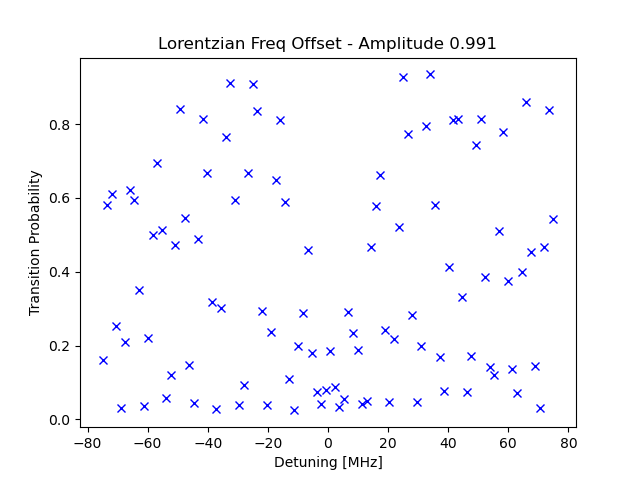 Lorentzian Freq Offset - Amplitude 0.991
Transition Probability
0.8
0.6
0.4
0.2
0.0
−80 −60 −40 −20 0 20 40 60 80
Detuning [MHz]